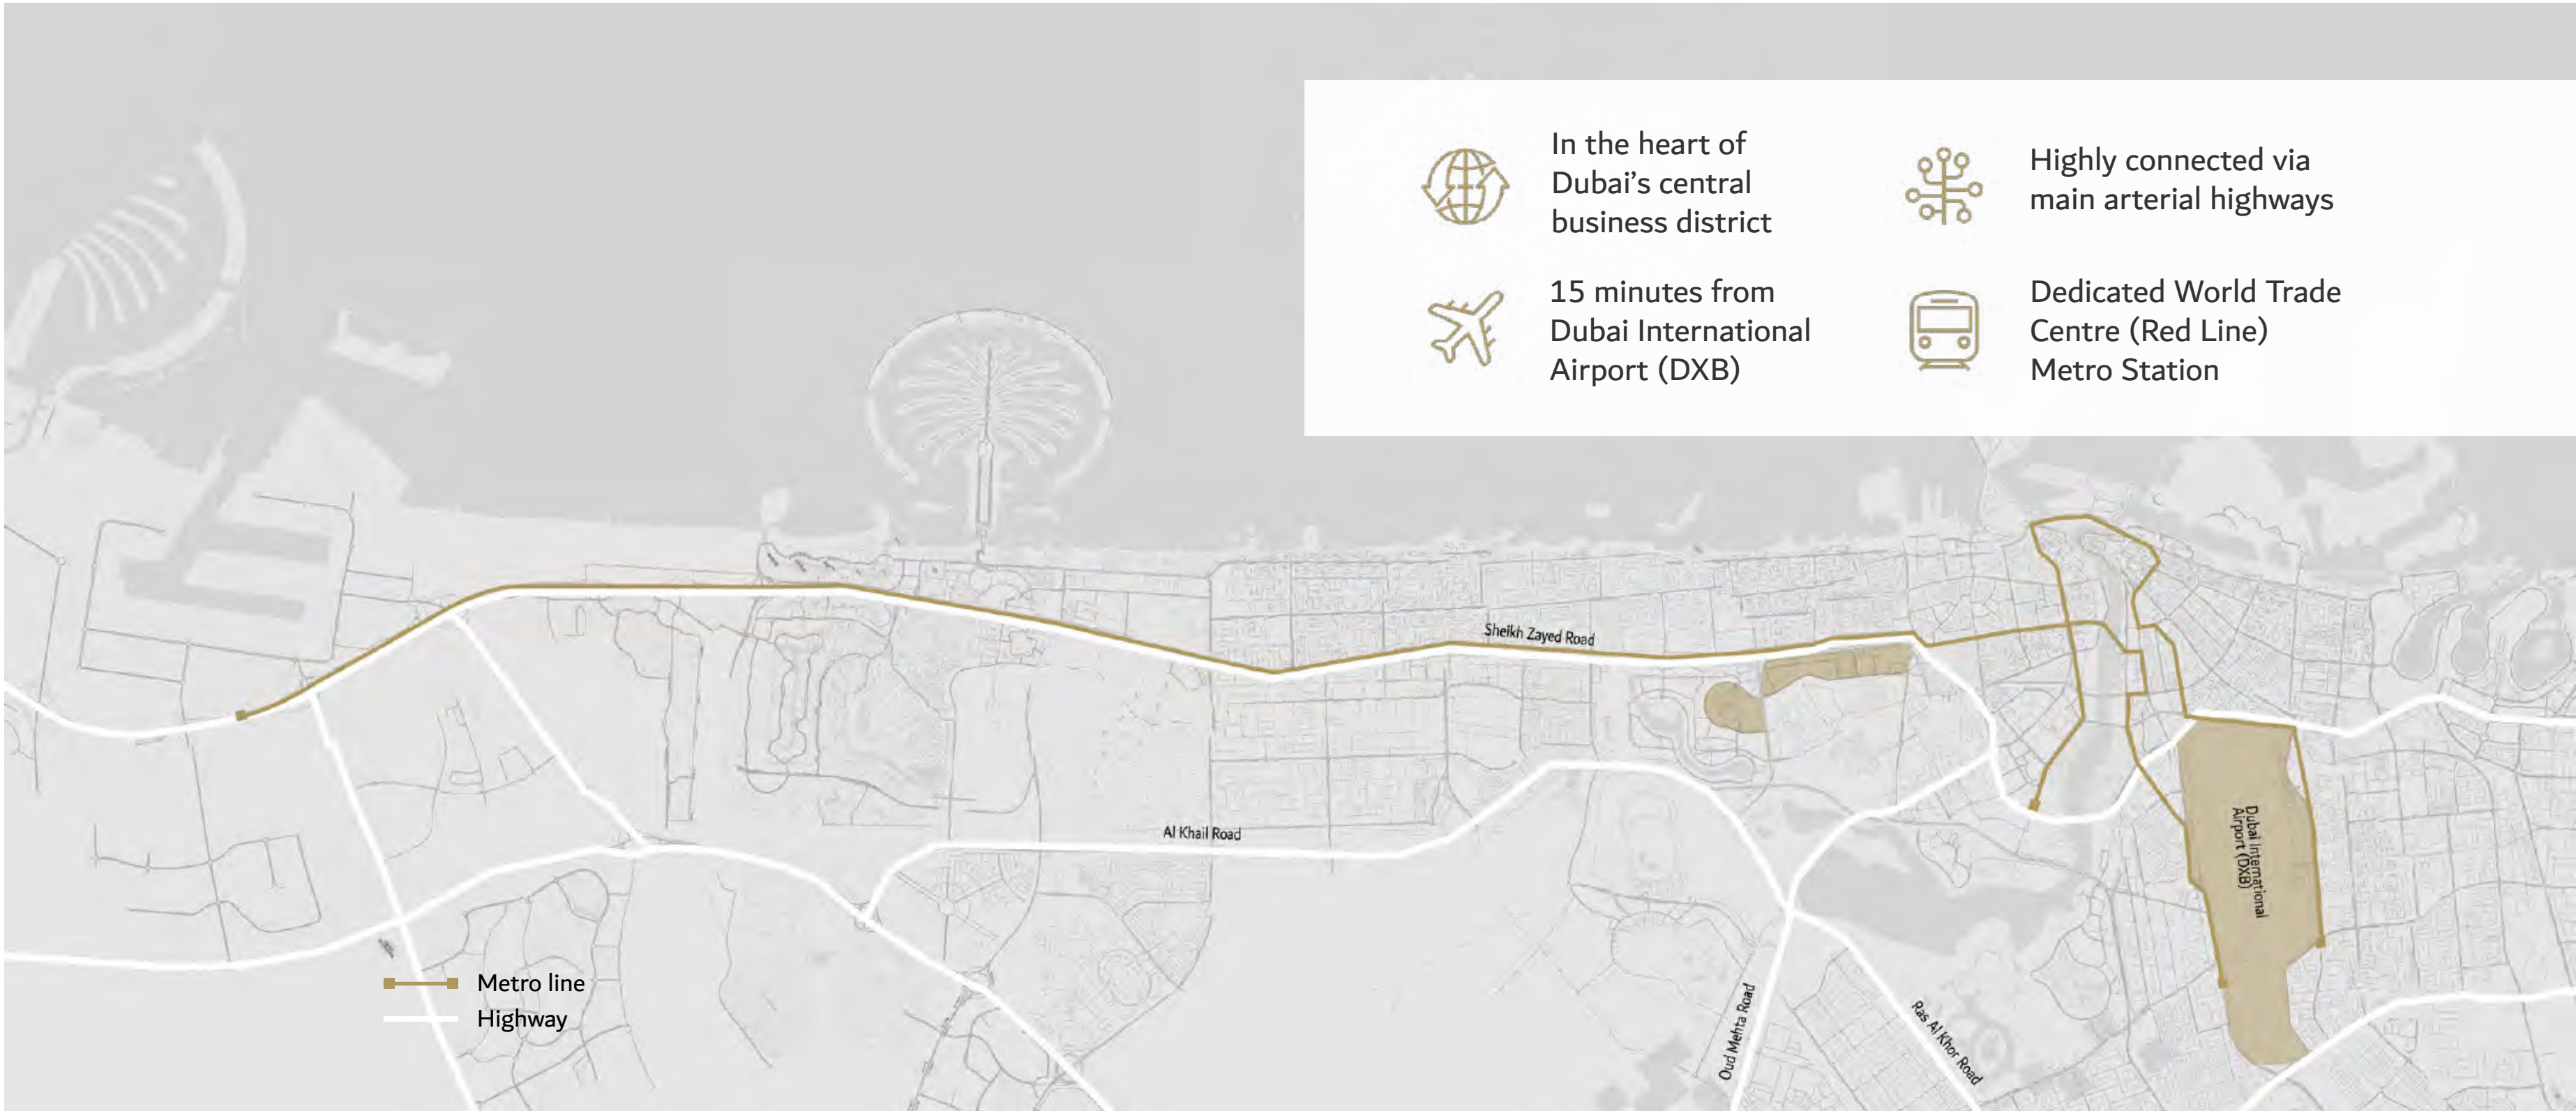 In the heart of
Dubai’s central
business district
Highly connected via
main arterial highways
15 minutes from
Dubai International
Airport (DXB)
Dedicated World Trade
Centre (Red Line)
Metro Station
Sheikh Zayed Road
Al Khail Road
Dubai International
Airport (DXB)
Oud Mehta Road
Ras Al Khor Road
Metro line
Highway